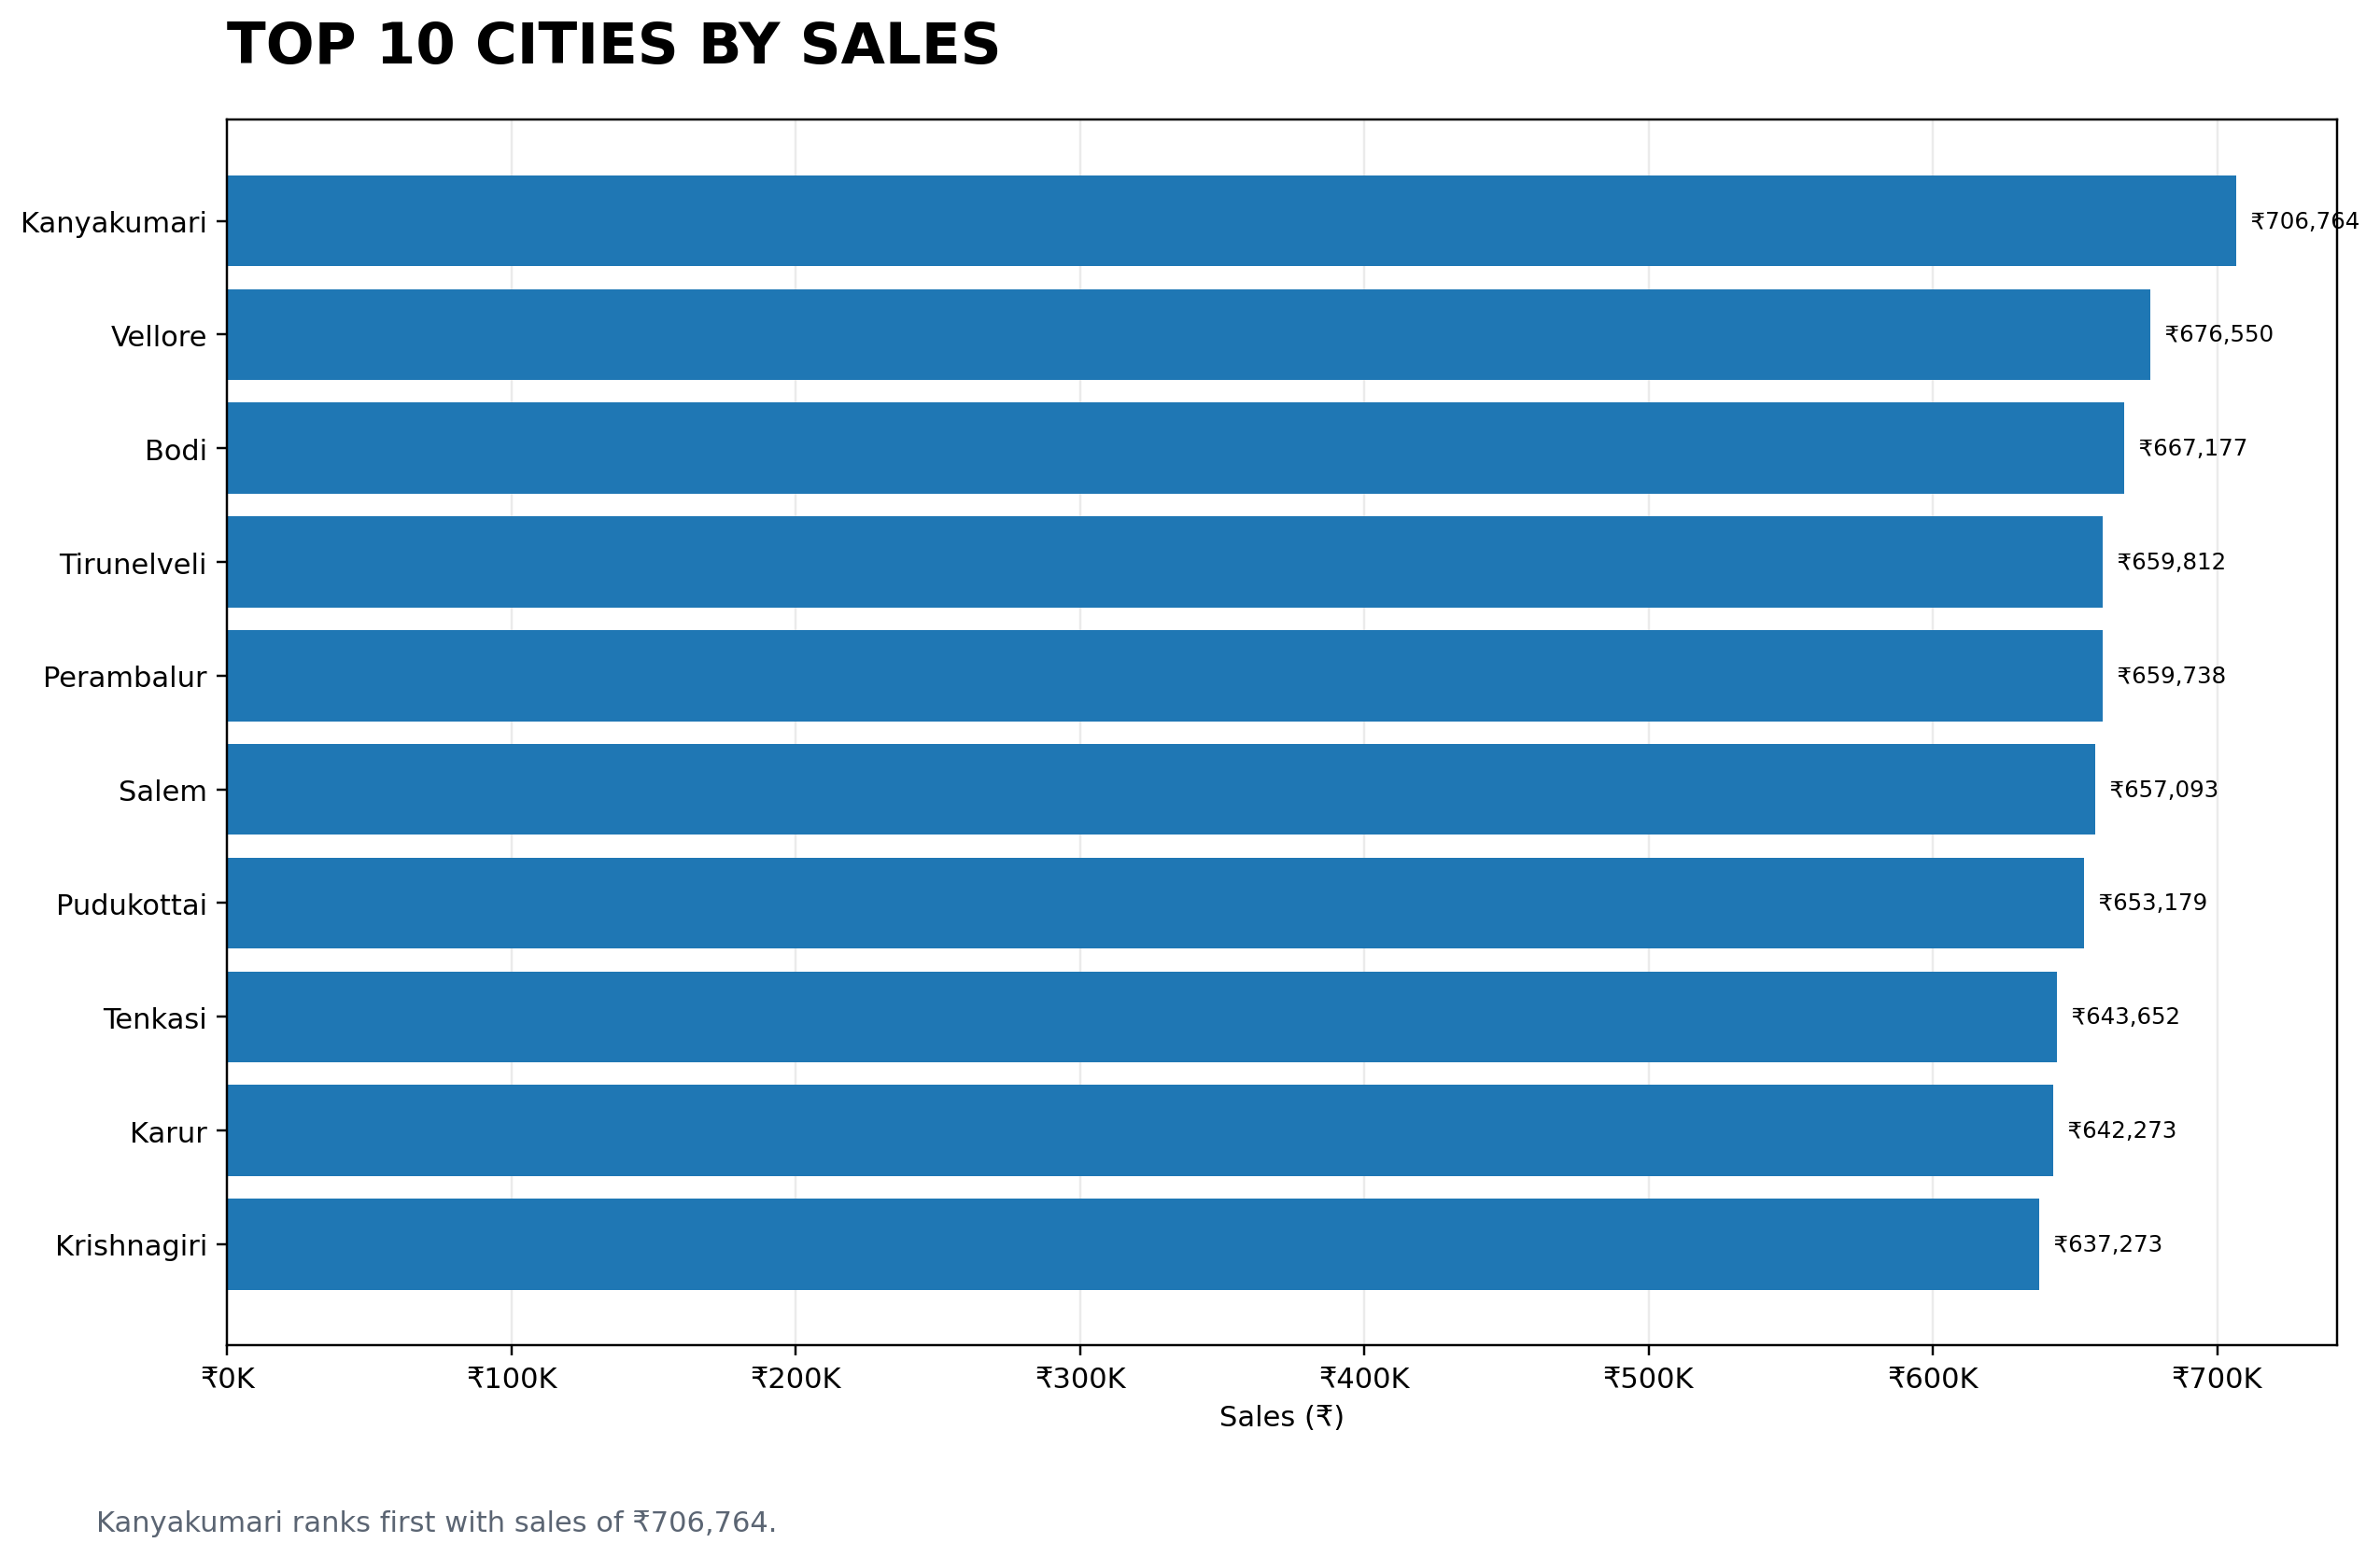 TOP 10 CITIES BY SALES
Kanyakumari ₹706,764
Vellore ₹676,550
Bodi ₹667,177
Tirunelveli ₹659,812
Perambalur ₹659,738
Salem ₹657,093
Pudukottai ₹653,179
Tenkasi ₹643,652
Karur ₹642,273
Krishnagiri ₹637,273
₹0K ₹100K ₹200K ₹300K ₹400K ₹500K ₹600K ₹700K
Sales (₹)
Kanyakumari ranks first with sales of ₹706,764.